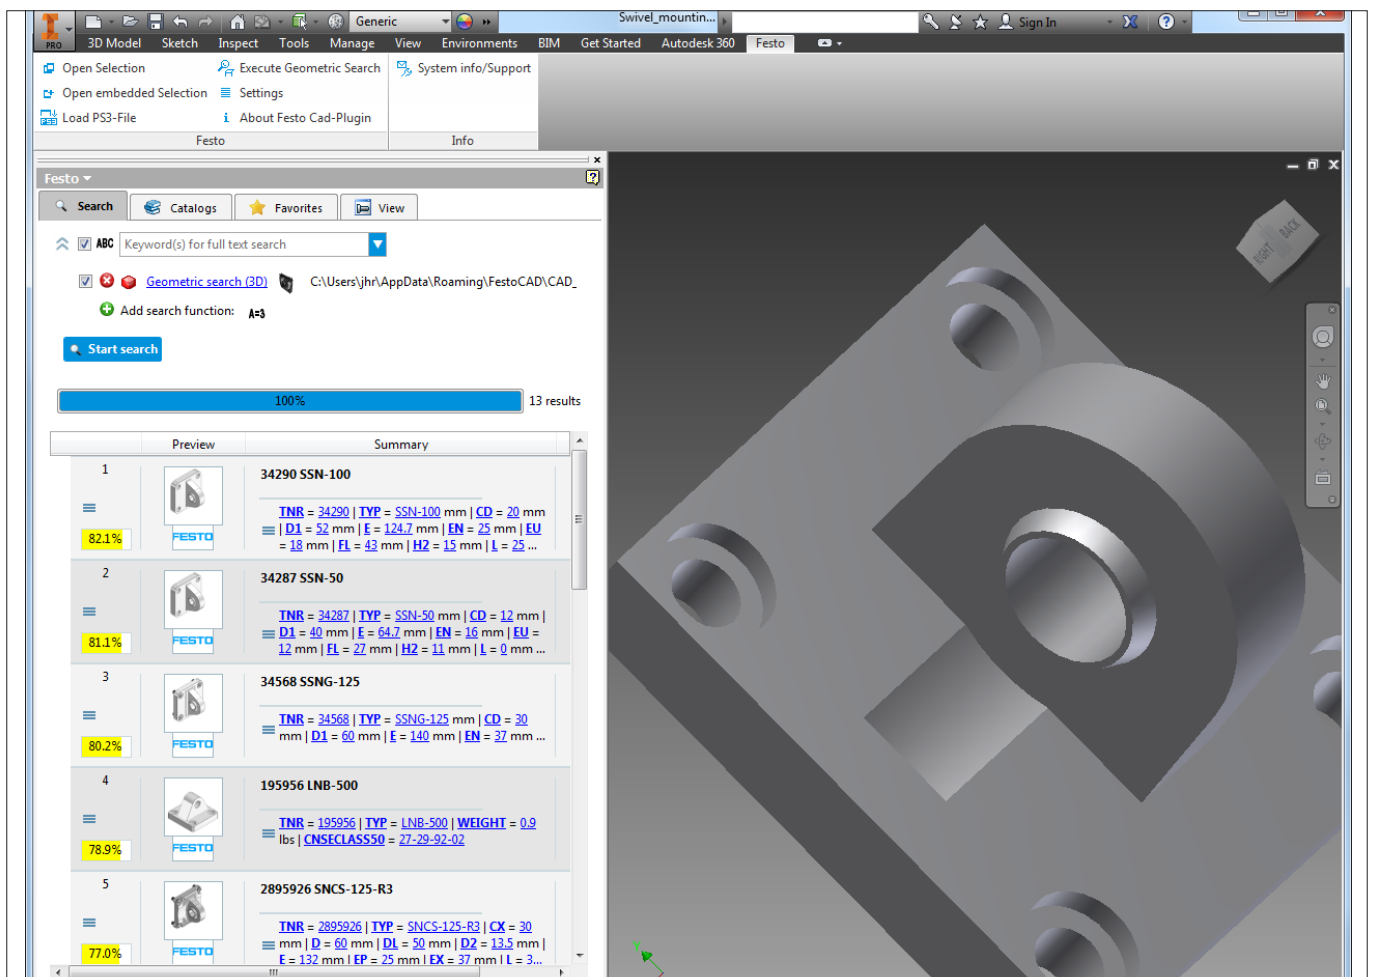 Generic
Swivel_mountin...
Sign In
PRO
3D Model Sketch Inspect Tools Manage View Environments BIM Get Started Autodesk 360 Festo
Open Selection Execute Geometric Search System info/Support
Open embedded Selection Settings
Load PS3-File About Festo Cad-Plugin
Festo Info
Festo
Search Catalogs Favorites View
ABC Keyword(s) for full text search
Geometric search (3D) C:\Users\jhr\AppData\Roaming\FestoCAD\CAD_
Add search function: A=3
Start search
100% 13 results
Preview Summary
1
34290 SSN-100
TNR = 34290 | TYP = SSN-100 mm | CD = 20 mm
| D1 = 52 mm | E = 124.7 mm | EN = 25 mm | EU
= 18 mm | FL = 43 mm | H2 = 15 mm | L = 25 ...
82.1% FESTO
2
34287 SSN-50
TNR = 34287 | TYP = SSN-50 mm | CD = 12 mm |
D1 = 40 mm | E = 64.7 mm | EN = 16 mm | EU =
12 mm | FL = 27 mm | H2 = 11 mm | L = 0 mm ...
81.1% FESTO
3
34568 SSNG-125
TNR = 34568 | TYP = SSNG-125 mm | CD = 30
mm | D1 = 60 mm | E = 140 mm | EN = 37 mm ...
80.2% FESTO
4
195956 LNB-500
TNR = 195956 | TYP = LNB-500 | WEIGHT = 0.9
lbs | CNSECLASS50 = 27-29-92-02
78.9% FESTO
5
2895926 SNCS-125-R3
TNR = 2895926 | TYP = SNCS-125-R3 | CX = 30
mm | D = 60 mm | DL = 50 mm | D2 = 13.5 mm |
E = 132 mm | EP = 25 mm | EX = 37 mm | L = 3...
77.0% FESTO
RIGHT BACK